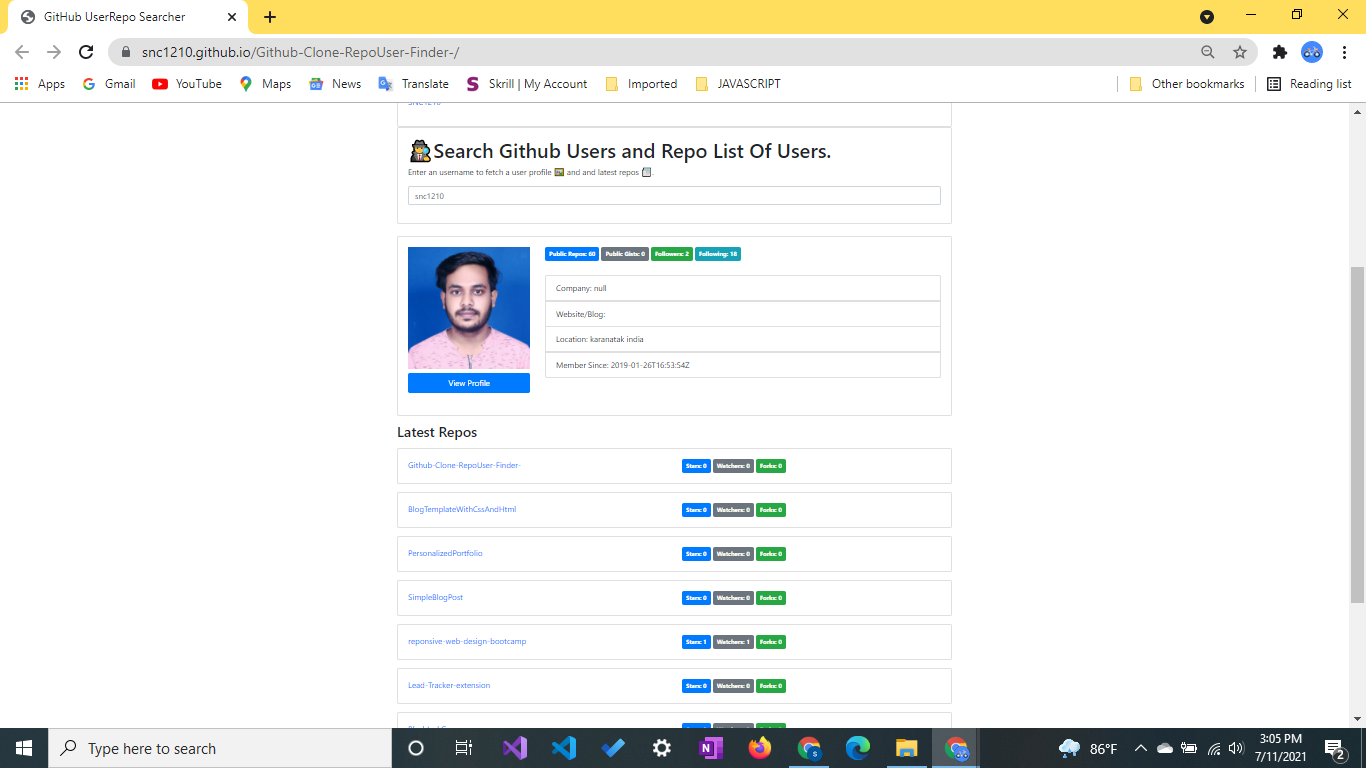 GitHub UserRepo Searcher
snc1210.github.io/Github-Clone-RepoUser-Finder-/
Apps Gmail YouTube Maps News Translate Skrill | My Account Imported JAVASCRIPT Other bookmarks Reading list
SNC1210
Search Github Users and Repo List Of Users.
Enter an username to fetch a user profile and and latest repos .
snc1210
Public Repos: 60 Public Gists: 0 Followers: 2 Following: 18
Company: null
Website/Blog:
Location: karanatak india
Member Since: 2019-01-26T16:53:54Z
View Profile
Latest Repos
Github-Clone-RepoUser-Finder- Stars: 0 Watchers: 0 Forks: 0
BlogTemplateWithCssAndHtml Stars: 0 Watchers: 0 Forks: 0
PersonalizedPortfolio Stars: 0 Watchers: 0 Forks: 0
SimpleBlogPost Stars: 0 Watchers: 0 Forks: 0
reponsive-web-design-bootcamp Stars: 1 Watchers: 1 Forks: 0
Lead-Tracker-extension Stars: 0 Watchers: 0 Forks: 0
Type here to search
86°F
3:05 PM
7/11/2021
2